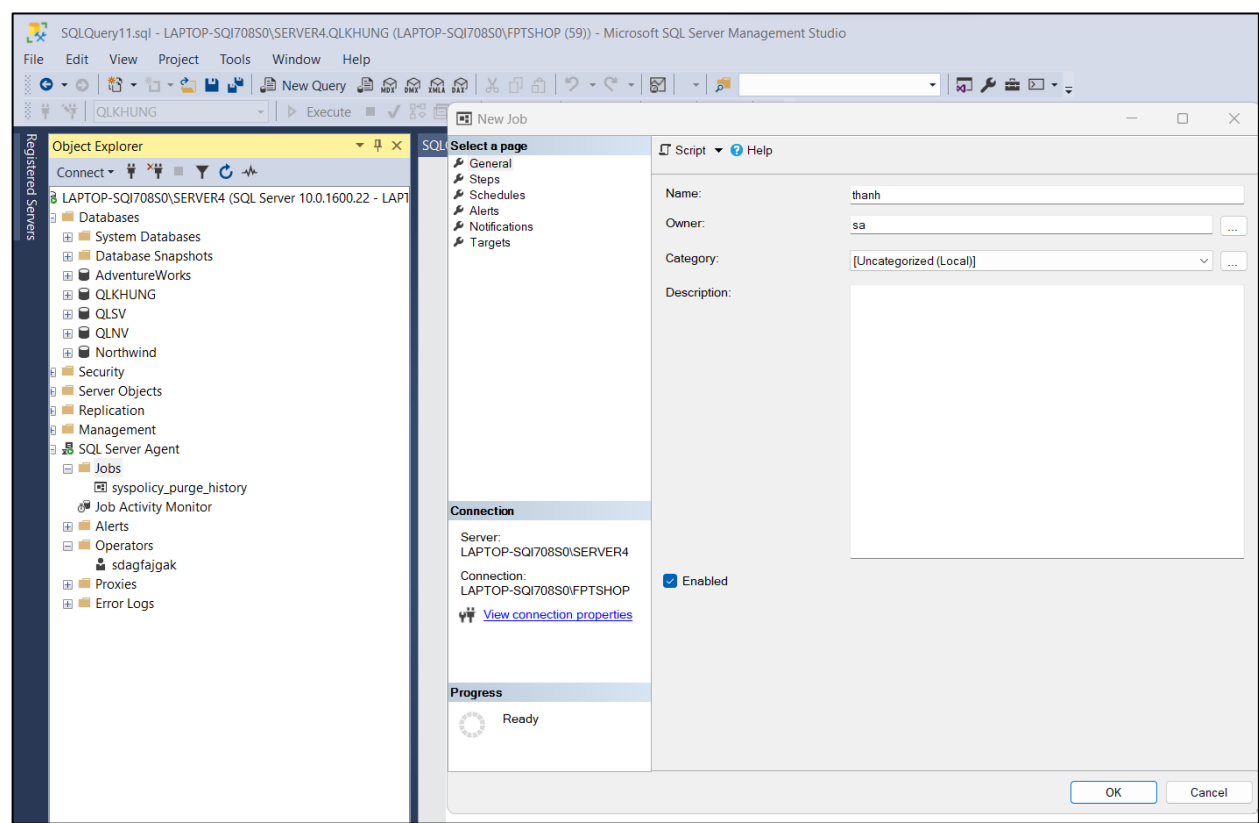 SQLQuery11.sql - LAPTOP-SQI708S0\SERVER4.QLKHUNG (LAPTOP-SQI708S0\FPTSHOP (59)) - Microsoft SQL Server Management Studio
File Edit View Project Tools Window Help
New Query MDX DMX XMLA DAX
QLKHUNG Execute
Registered Servers
Object Explorer
Connect
LAPTOP-SQI708S0\SERVER4 (SQL Server 10.0.1600.22 - LAPT
Databases
System Databases
Database Snapshots
AdventureWorks
QLKHUNG
QLSV
QLNV
Northwind
Security
Server Objects
Replication
Management
SQL Server Agent
Jobs
syspolicy_purge_history
Job Activity Monitor
Alerts
Operators
sdagfajgak
Proxies
Error Logs
SQL
New Job
Select a page
General
Steps
Schedules
Alerts
Notifications
Targets
Connection
Server:
LAPTOP-SQI708S0\SERVER4
Connection:
LAPTOP-SQI708S0\FPTSHOP
View connection properties
Progress
Ready
Script Help
Name: thanh
Owner: sa ...
Category: [Uncategorized (Local)] ...
Description:
Enabled
OK Cancel